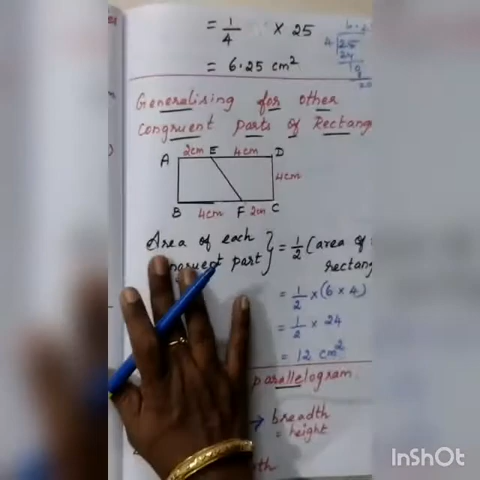 = 1/4 × 25
= 6.25 cm²
Generalising for other
congruent parts of Rectang
A 2cm E 4cm D
4cm
B 4cm F 2cm C
Area of each
congruent part } = 1/2 (area of
rectang
= 1/2 × (6 × 4)
= 1/2 × 24
= 12 cm²
parallelogram.
→ breadth
= height
InShOt